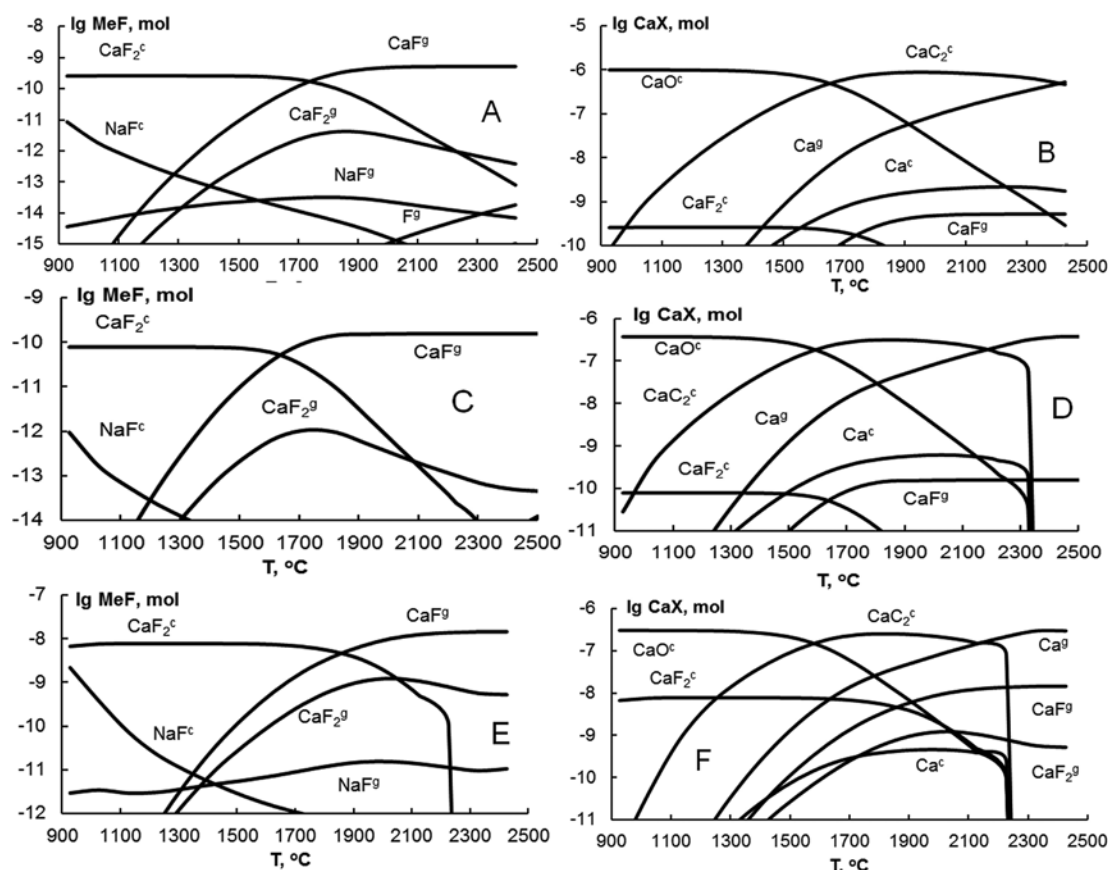 lg MeF, mol
-8
-9
-10
-11
-12
-13
-14
-15
CaF₂ᶜ
CaFᵍ
NaFᶜ
CaF₂ᵍ
A
NaFᵍ
Fᵍ
900 1100 1300 1500 1700 1900 2100 2300 2500
lg CaX, mol
-5
-6
-7
-8
-9
-10
CaC₂ᶜ
CaOᶜ
Caᵍ
Caᶜ
B
CaF₂ᶜ
CaFᵍ
900 1100 1300 1500 1700 1900 2100 2300 2500
T, °C
lg MeF, mol
-9
-10
-11
-12
-13
-14
CaF₂ᶜ
CaFᵍ
C
CaF₂ᵍ
NaFᶜ
900 1100 1300 1500 1700 1900 2100 2300 2500
T, °C
lg CaX, mol
-6
-7
-8
-9
-10
-11
CaOᶜ
CaC₂ᶜ
Caᵍ
D
Caᶜ
CaF₂ᶜ
CaFᵍ
900 1100 1300 1500 1700 1900 2100 2300 2500
T, °C
lg MeF, mol
-7
-8
-9
-10
-11
-12
CaF₂ᶜ
CaFᵍ
NaFᶜ
CaF₂ᵍ
E
NaFᵍ
900 1100 1300 1500 1700 1900 2100 2300 2500
T, °C
lg CaX, mol
-6
-7
-8
-9
-10
-11
CaC₂ᶜ
CaOᶜ
Caᵍ
CaF₂ᶜ
CaFᵍ
F
Caᶜ
CaF₂ᵍ
900 1100 1300 1500 1700 1900 2100 2300 2500
T, °C